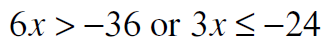 6x > −36 or 3x ≤ −24